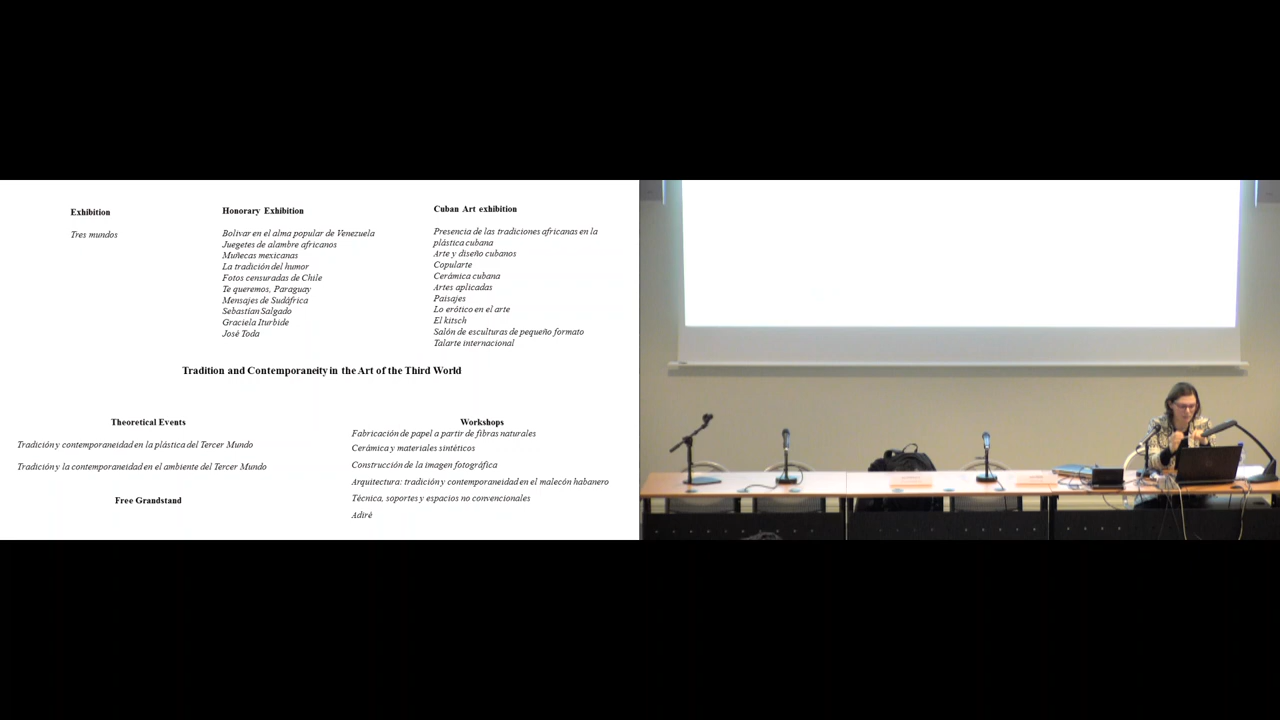 Exhibition
Tres mundos
Honorary Exhibition
Bolivar en el alma popular de Venezuela
Juegetes de alambre africanos
Muñecas mexicanas
La tradición del humor
Fotos censuradas de Chile
Te queremos, Paraguay
Mensajes de Sudáfrica
Sebastían Salgado
Graciela Iturbide
José Toda
Cuban Art exhibition
Presencia de las tradiciones africanas en la
plástica cubana
Arte y diseño cubanos
Copularte
Cerámica cubana
Artes aplicadas
Paisajes
Lo erótico en el arte
El kitsch
Salón de esculturas de pequeño formato
Talarte internacional
Tradition and Contemporaneity in the Art of the Third World
Theoretical Events
Tradición y contemporaneidad en la plástica del Tercer Mundo
Tradición y la contemporaneidad en el ambiente del Tercer Mundo
Free Grandstand
Workshops
Fabricación de papel a partir de fibras naturales
Cerámica y materiales sintéticos
Construcción de la imagen fotográfica
Arquitectura: tradición y contemporaneidad en el malecón habanero
Técnica, soportes y espacios no convencionales
Adiré